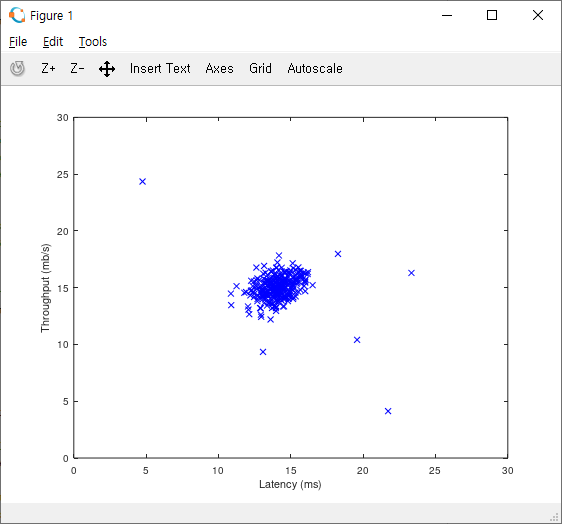 Figure 1
File Edit Tools
Z+ Z- Insert Text Axes Grid Autoscale
30
25
20
15
10
5
0
Throughput (mb/s)
0 5 10 15 20 25 30
Latency (ms)